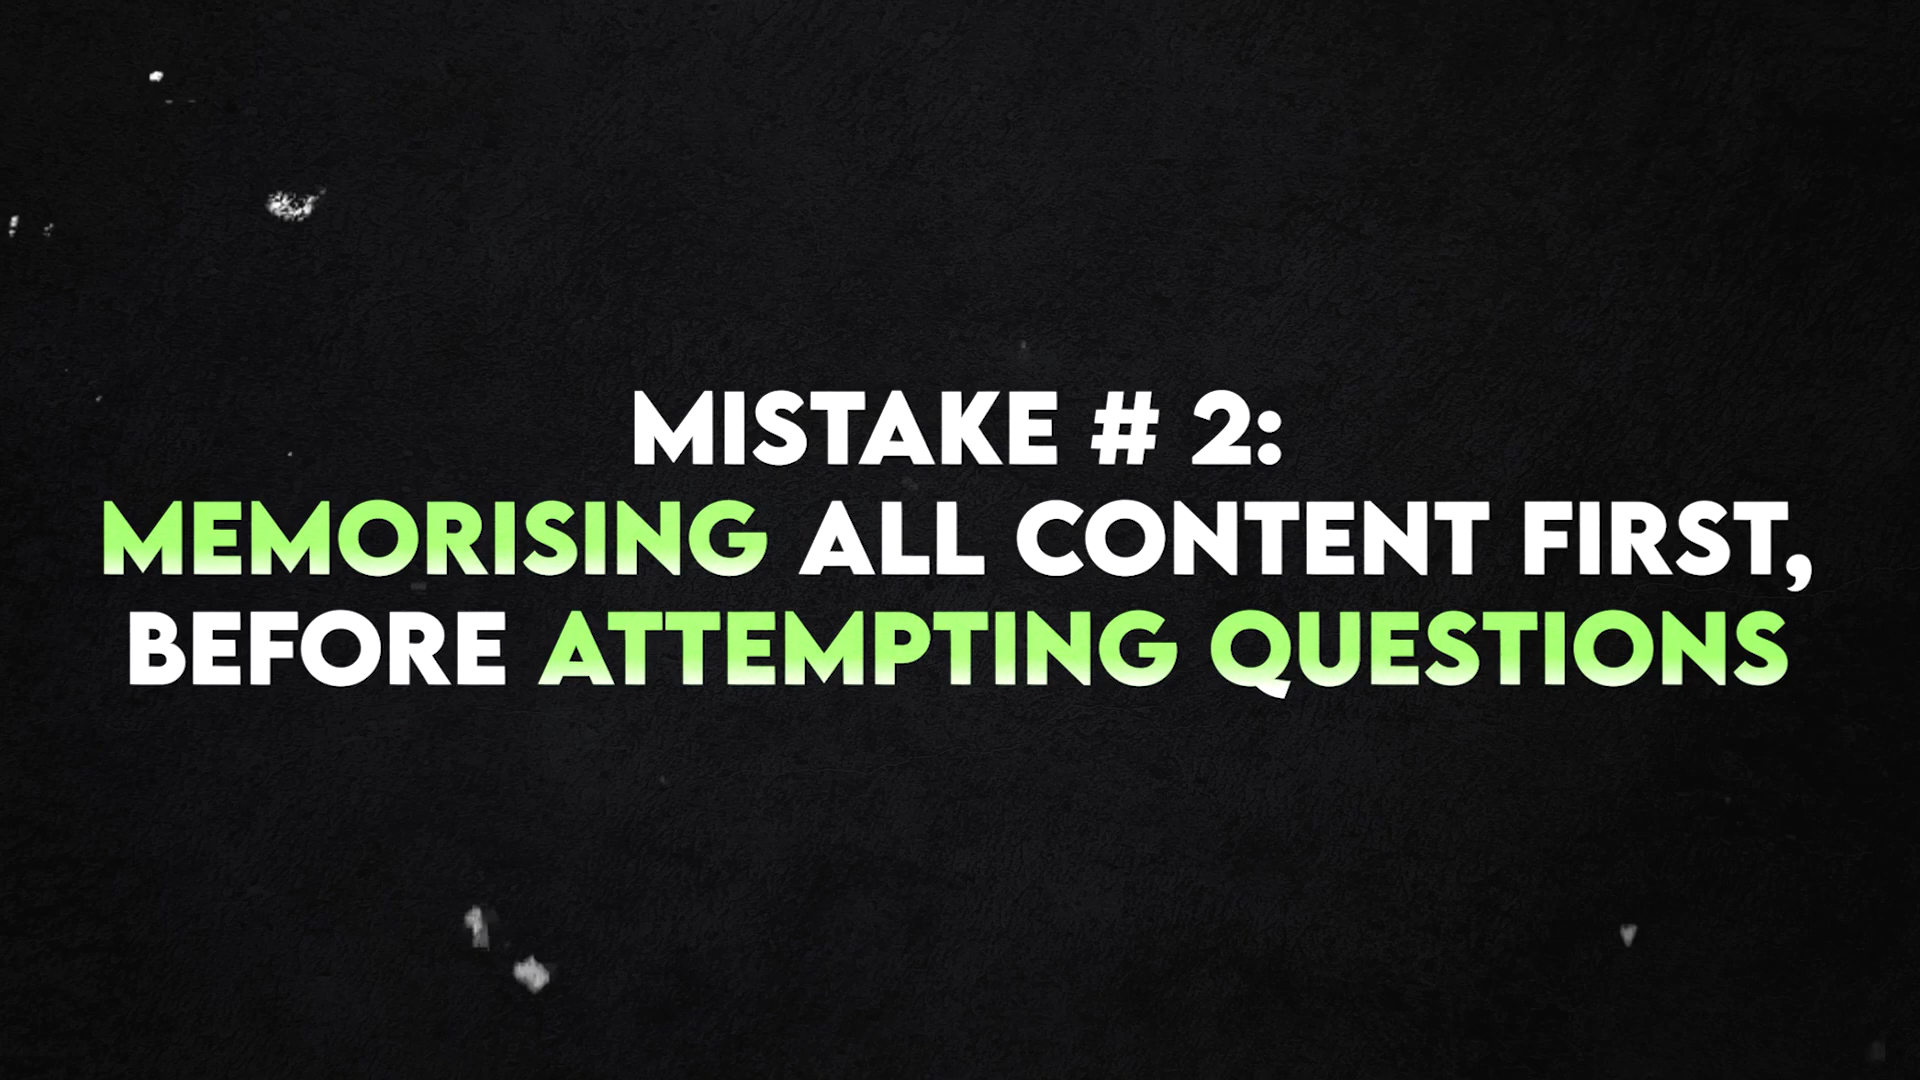 MISTAKE # 2:
MEMORISING ALL CONTENT FIRST,
BEFORE ATTEMPTING QUESTIONS